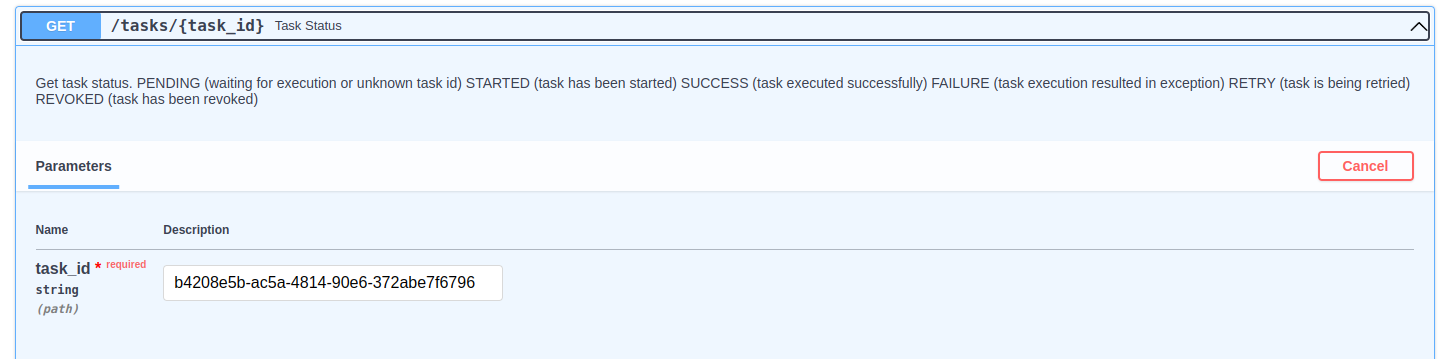 GET /tasks/{task_id} Task Status
Get task status. PENDING (waiting for execution or unknown task id) STARTED (task has been started) SUCCESS (task executed successfully) FAILURE (task execution resulted in exception) RETRY (task is being retried)
REVOKED (task has been revoked)
Parameters Cancel
Name Description
task_id * required
string
(path)
b4208e5b-ac5a-4814-90e6-372abe7f6796